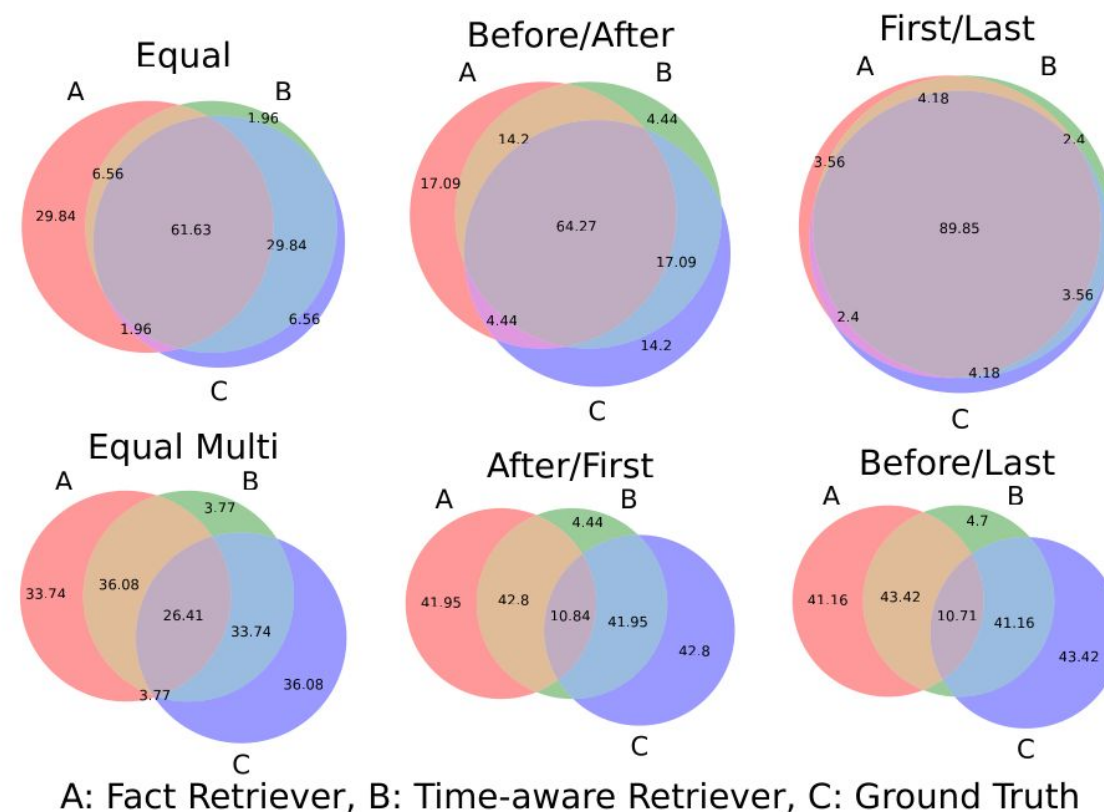 Equal
A
B
1.96
6.56
29.84
61.63
29.84
1.96
6.56
C
Before/After
A
B
4.44
14.2
17.09
64.27
17.09
4.44
14.2
C
First/Last
A
B
4.18
2.4
3.56
89.85
3.56
2.4
4.18
C
Equal Multi
A
B
3.77
36.08
33.74
26.41
33.74
3.77
36.08
C
After/First
A
B
4.44
41.95
42.8
10.84
41.95
42.8
C
Before/Last
A
B
4.7
41.16
43.42
10.71
41.16
43.42
C
A: Fact Retriever, B: Time-aware Retriever, C: Ground Truth